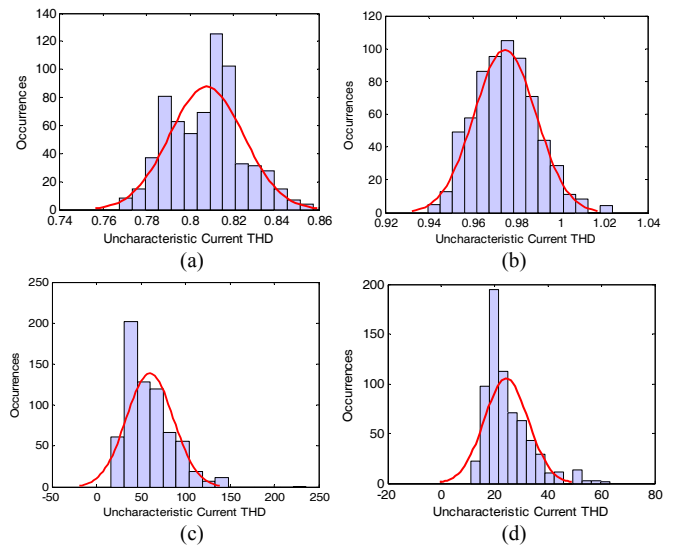 140
120
100
80
60
40
20
0
0.74 0.76 0.78 0.8 0.82 0.84 0.86
Occurrences
Uncharacteristic Current THD
(a)
120
100
80
60
40
20
0
0.92 0.94 0.96 0.98 1 1.02 1.04
Occurrences
Uncharacteristic Current THD
(b)
250
200
150
100
50
0
-50 0 50 100 150 200 250
Occurrences
Uncharacteristic Current THD
(c)
200
150
100
50
0
-20 0 20 40 60 80
Occurrences
Uncharacteristic Current THD
(d)